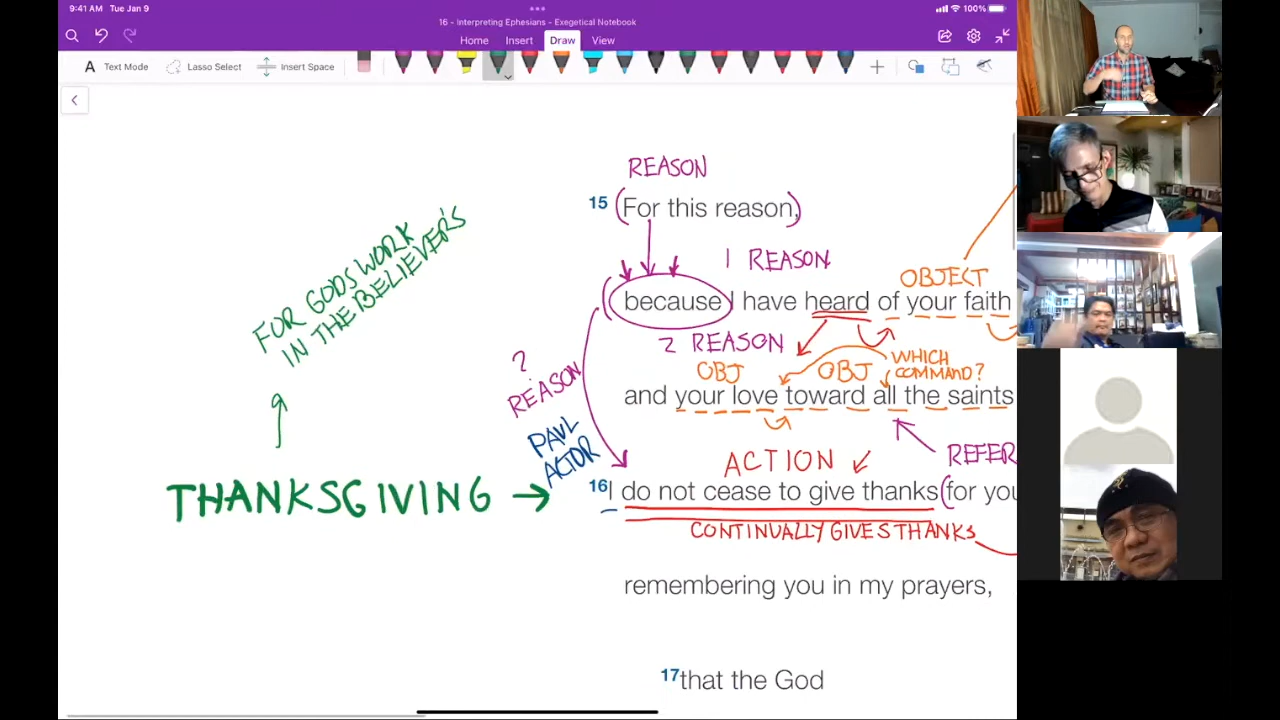 9:41 AM Tue Jan 9
100%
16 - Interpreting Ephesians - Exegetical Notebook
Home Insert Draw View
A Text Mode Lasso Select Insert Space
REASON
15 (For this reason,)
1 REASON
OBJECT
(because I have heard of your faith
2 REASON
WHICH
COMMAND?
OBJ OBJ
and your love toward all the saints
REFER
? REASON
PAUL
ACTOR
ACTION
16 I do not cease to give thanks (for you
CONTINUALLY GIVES THANKS
remembering you in my prayers,
17 that the God
FOR GODS WORK
IN THE BELIEVER'S
THANKSGIVING